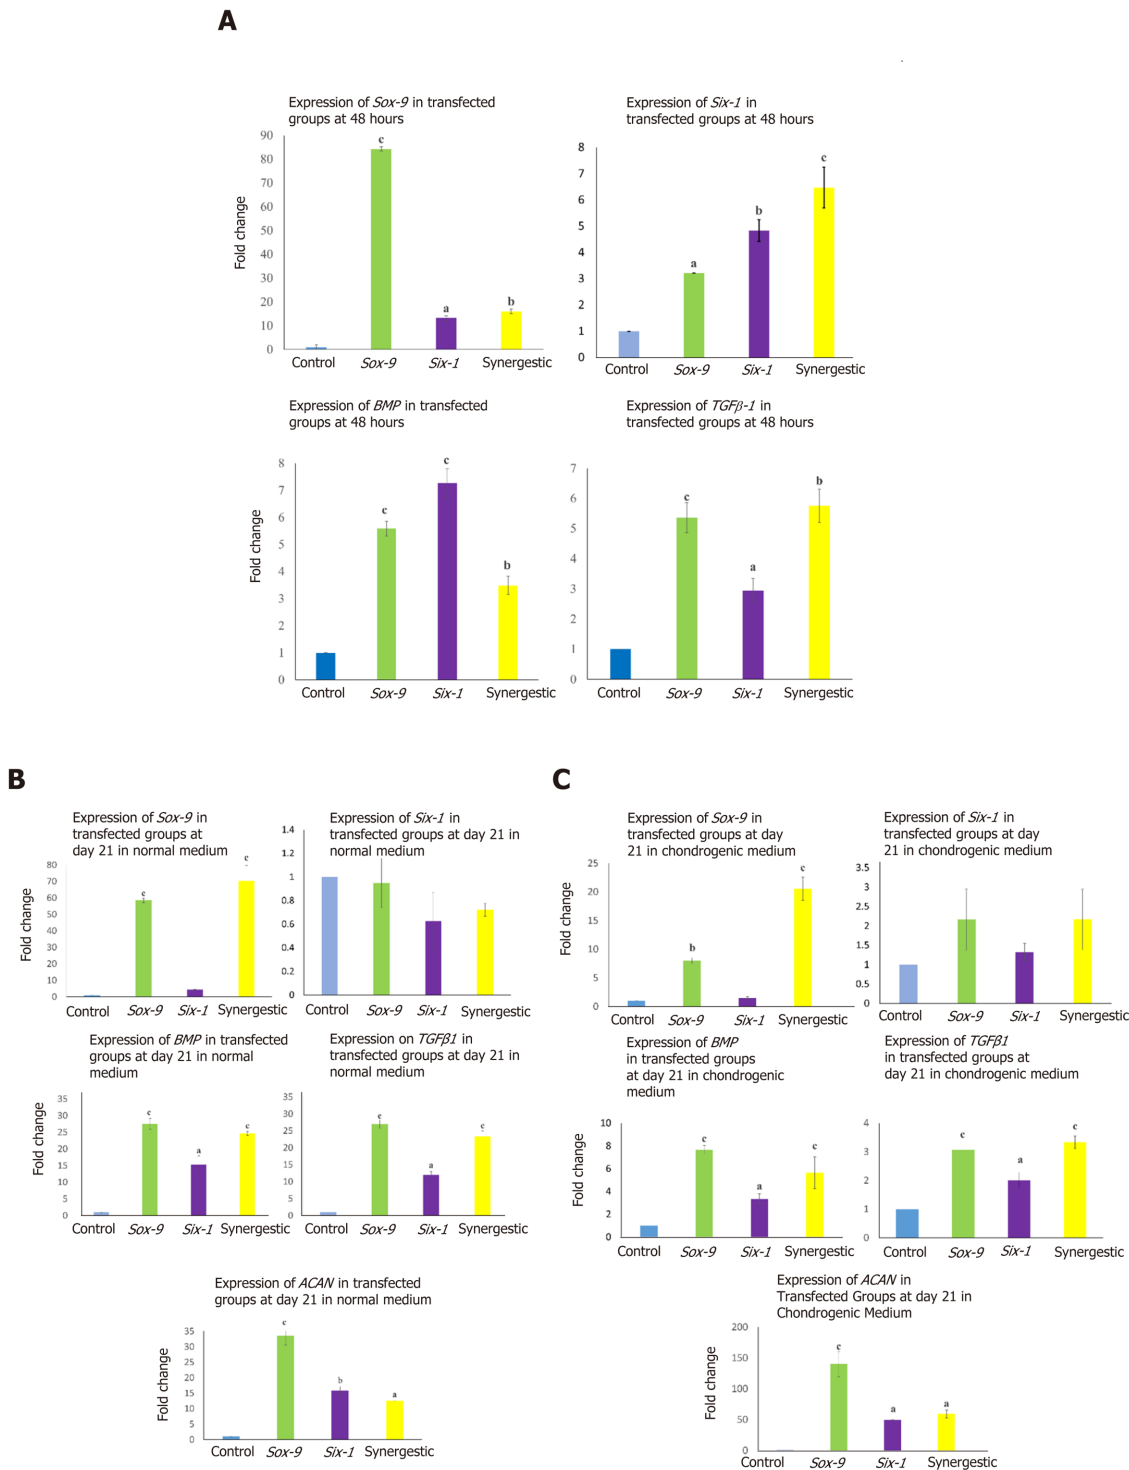 A
Expression of Sox-9 in transfected
groups at 48 hours
90
80
70
60
50
40
30
20
10
0
Fold change
c
a
b
Control
Sox-9
Six-1
Synergestic
Expression of Six-1 in
transfected groups at 48 hours
8
7
6
5
4
3
2
1
0
a
b
c
Control
Sox-9
Six-1
Synergestic
Expression of BMP in transfected
groups at 48 hours
8
7
6
5
4
3
2
1
0
Fold change
c
c
b
Control
Sox-9
Six-1
Synergestic
Expression of TGFβ-1 in
transfected groups at 48 hours
7
6
5
4
3
2
1
0
c
a
b
Control
Sox-9
Six-1
Synergestic
B
Expression of Sox-9 in
transfected groups at
day 21 in normal medium
80
70
60
50
40
30
20
10
0
Fold change
c
c
Control
Sox-9
Six-1
Synergestic
Expression of Six-1 in
transfected groups at day 21 in
normal medium
1.4
1.2
1
0.8
0.6
0.4
0.2
0
Control
Sox-9
Six-1
Synergestic
Expression of BMP in transfected
groups at day 21 in normal
medium
35
30
25
20
15
10
5
0
Fold change
c
a
c
Control
Sox-9
Six-1
Synergestic
Expression on TGFβ1 in
transfected groups at day 21 in
normal medium
35
30
25
20
15
10
5
0
c
a
c
Control
Sox-9
Six-1
Synergestic
Expression of ACAN in transfected
groups at day 21 in normal medium
35
30
25
20
15
10
5
0
Fold change
c
b
a
Control
Sox-9
Six-1
Synergestic
C
Expression of Sox-9 in
transfected groups at day
21 in chondrogenic medium
25
20
15
10
5
0
Fold change
b
c
Control
Sox-9
Six-1
Synergestic
Expression of Six-1 in
transfected groups at day
21 in chondrogenic medium
3.5
3
2.5
2
1.5
1
0.5
0
Control
Sox-9
Six-1
Synergestic
Expression of BMP
in transfected groups
at day 21 in chondrogenic
medium
10
8
6
4
2
0
Fold change
c
a
c
Control
Sox-9
Six-1
Synergestic
Expression of TGFβ1
in transfected groups at
day 21 in chondrogenic medium
4
3
2
1
0
c
a
c
Control
Sox-9
Six-1
Synergestic
Expression of ACAN in
Transfected Groups at day 21 in
Chondrogenic Medium
200
150
100
50
0
Fold change
c
a
a
Control
Sox-9
Six-1
Synergestic